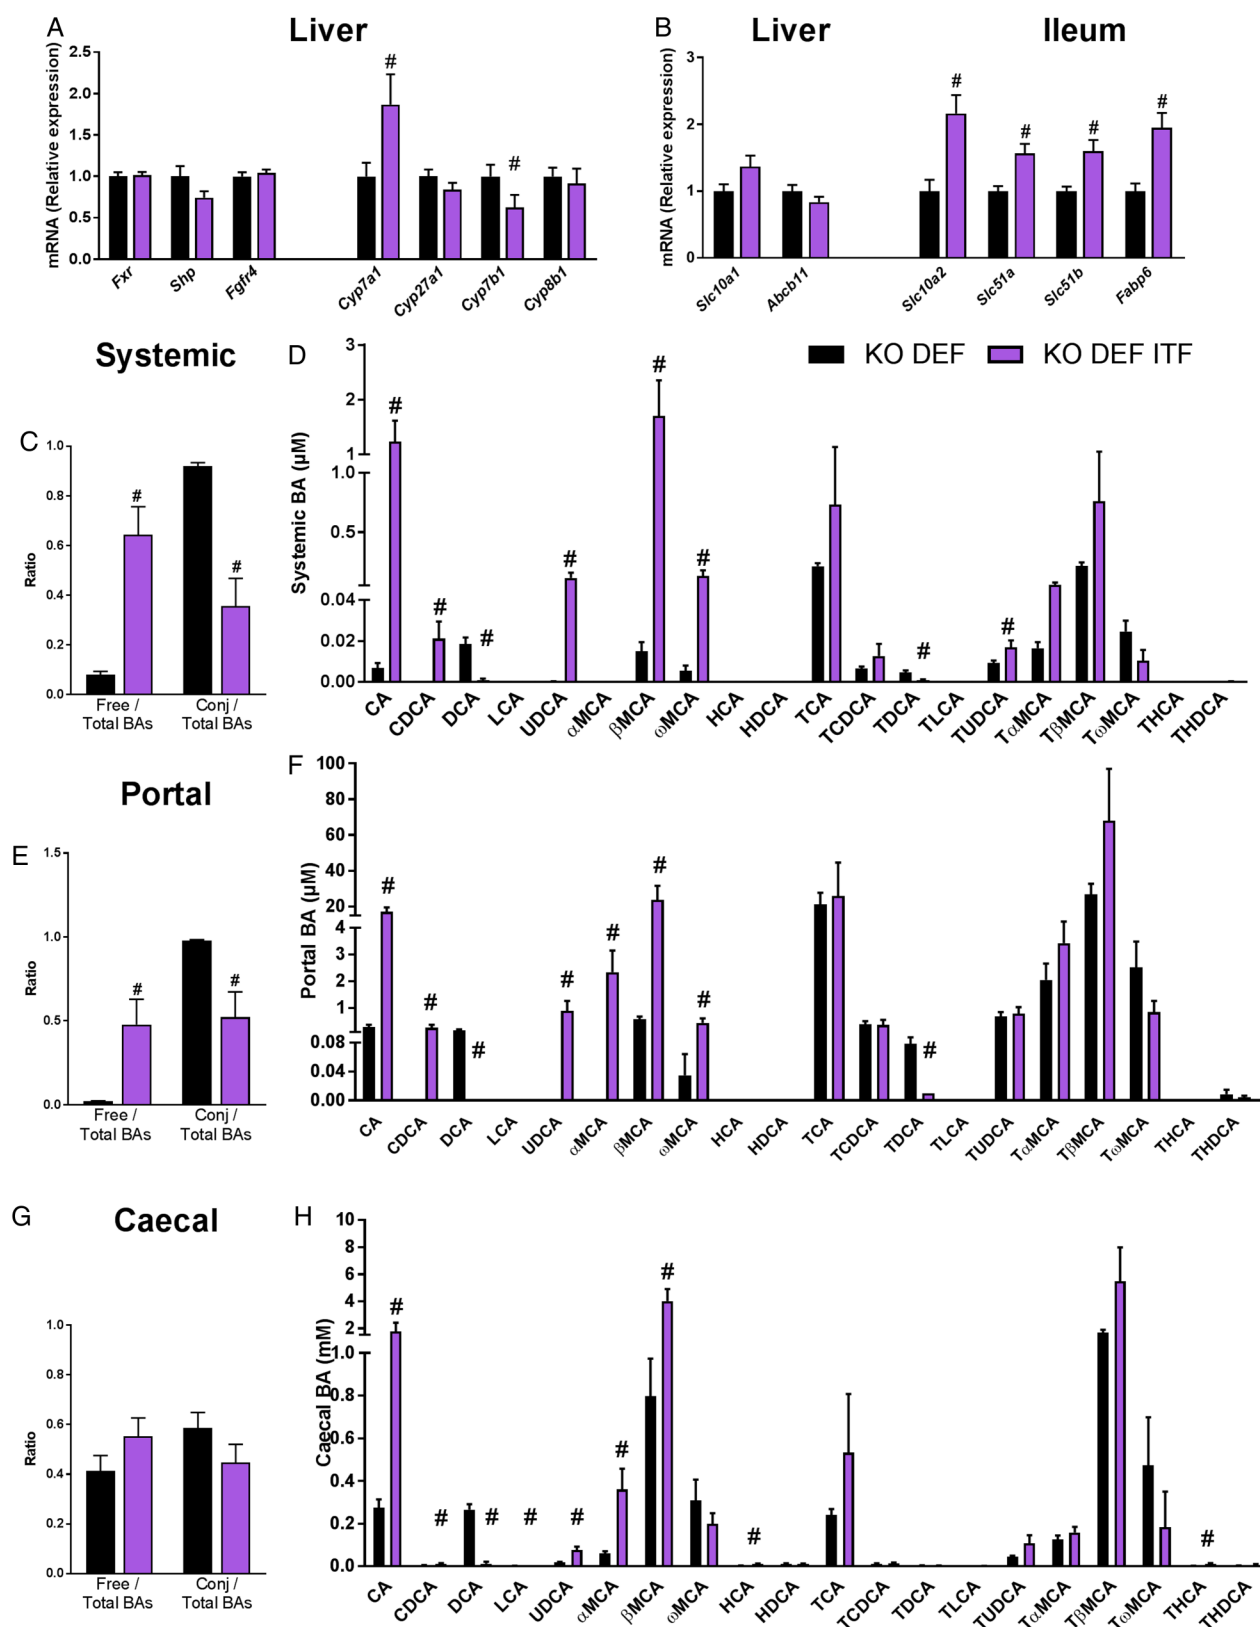 A
Liver
mRNA (Relative expression)
2.5
2.0
1.5
1.0
0.5
0.0
#
#
Fxr
Shp
Fgfr4
Cyp7a1
Cyp27a1
Cyp7b1
Cyp8b1
B
Liver
Ileum
mRNA (Relative expression)
3
2
1
0
#
#
#
#
Slc10a1
Abcb11
Slc10a2
Slc51a
Slc51b
Fabp6
KO DEF
KO DEF ITF
Systemic
C
Ratio
1.0
0.8
0.6
0.4
0.2
0.0
#
#
Free /
Total BAs
Conj /
Total BAs
D
Systemic BA (µM)
3
2
1
1.0
0.5
0.04
0.02
0.00
#
#
#
#
#
#
#
#
CA
CDCA
DCA
LCA
UDCA
αMCA
βMCA
ωMCA
HCA
HDCA
TCA
TCDCA
TDCA
TLCA
TUDCA
TαMCA
TβMCA
TωMCA
THCA
THDCA
Portal
E
Ratio
1.5
1.0
0.5
0.0
#
#
Free /
Total BAs
Conj /
Total BAs
F
Portal BA (µM)
100
80
60
40
20
4
3
2
1
0.08
0.04
0.00
#
#
#
#
#
#
#
#
CA
CDCA
DCA
LCA
UDCA
αMCA
βMCA
ωMCA
HCA
HDCA
TCA
TCDCA
TDCA
TLCA
TUDCA
TαMCA
TβMCA
TωMCA
THCA
THDCA
G
Caecal
Ratio
1.0
0.8
0.6
0.4
0.2
0.0
Free /
Total BAs
Conj /
Total BAs
H
Caecal BA (mM)
10
8
6
4
2
1.0
0.8
0.6
0.4
0.2
0.0
#
#
#
#
#
#
#
#
#
CA
CDCA
DCA
LCA
UDCA
αMCA
βMCA
ωMCA
HCA
HDCA
TCA
TCDCA
TDCA
TLCA
TUDCA
TαMCA
TβMCA
TωMCA
THCA
THDCA